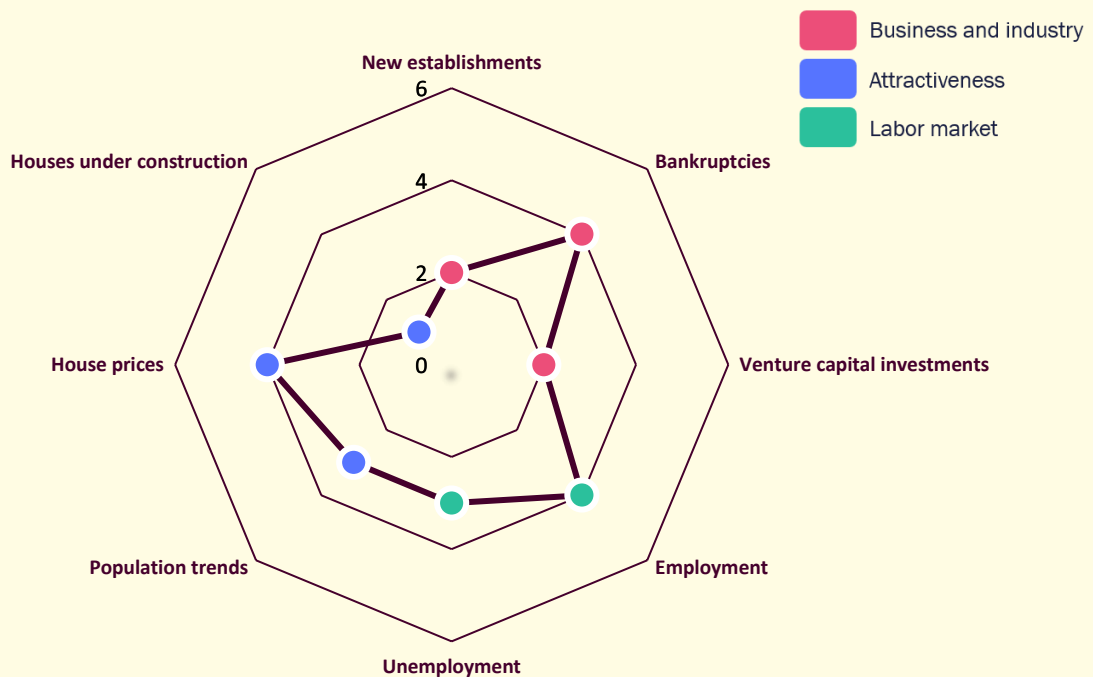 Business and industry
Attractiveness
Labor market
New establishments
6
Houses under construction
Bankruptcies
4
2
House prices
0
Venture capital investments
Population trends
Employment
Unemployment